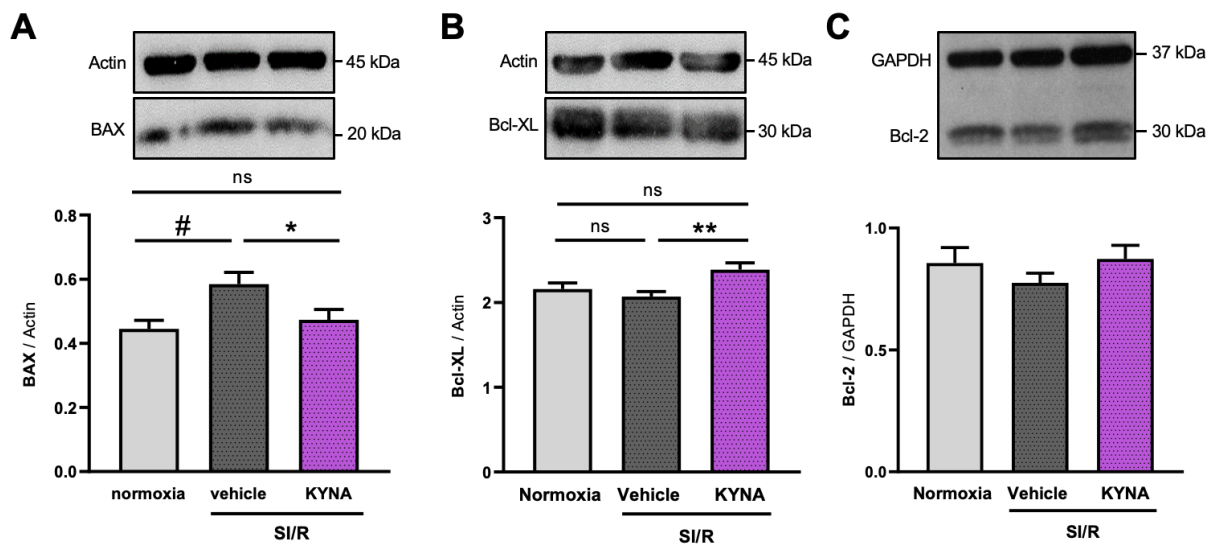 A
Actin
45 kDa
BAX
20 kDa
ns
#
*
0.8
0.6
0.4
0.2
0.0
BAX / Actin
normoxia vehicle KYNA
SI/R
B
Actin
45 kDa
Bcl-XL
30 kDa
ns
ns
**
3
2
1
0
Bcl-XL / Actin
Normoxia Vehicle KYNA
SI/R
C
GAPDH
37 kDa
Bcl-2
30 kDa
1.0
0.5
0.0
Bcl-2 / GAPDH
Normoxia Vehicle KYNA
SI/R